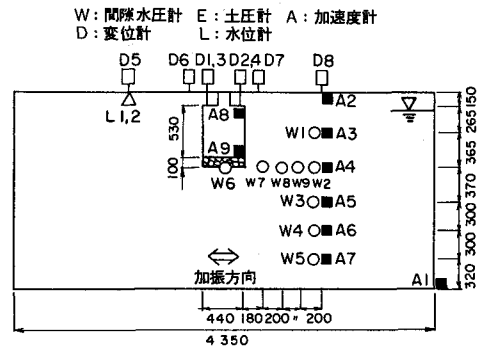 W：間隙水圧計 E：土圧計 A：加速度計
D：変位計 L：水位計
D5 D6 D1,3 D2,4 D7 D8
L1,2
A8
A9
W6
W7 W8 W9 W2
A2
W1 A3
A4
W3 A5
W4 A6
W5 A7
A1
530
100
150
265
365
370
300
300
320
加振方向
440 180 200 〃 200
4 350